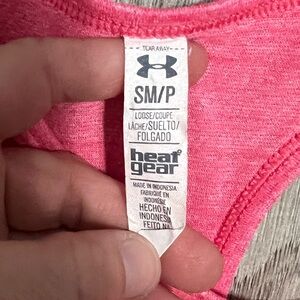 TEAR AWAY
SM/P
LOOSE/COUPE
LÂCHE/SUELTO/
FOLGADO
heat
gear
MADE IN INDONESIA
FABRIQUÉ EN
INDONÉSIE
HECHO EN
INDONES
FEITO NA